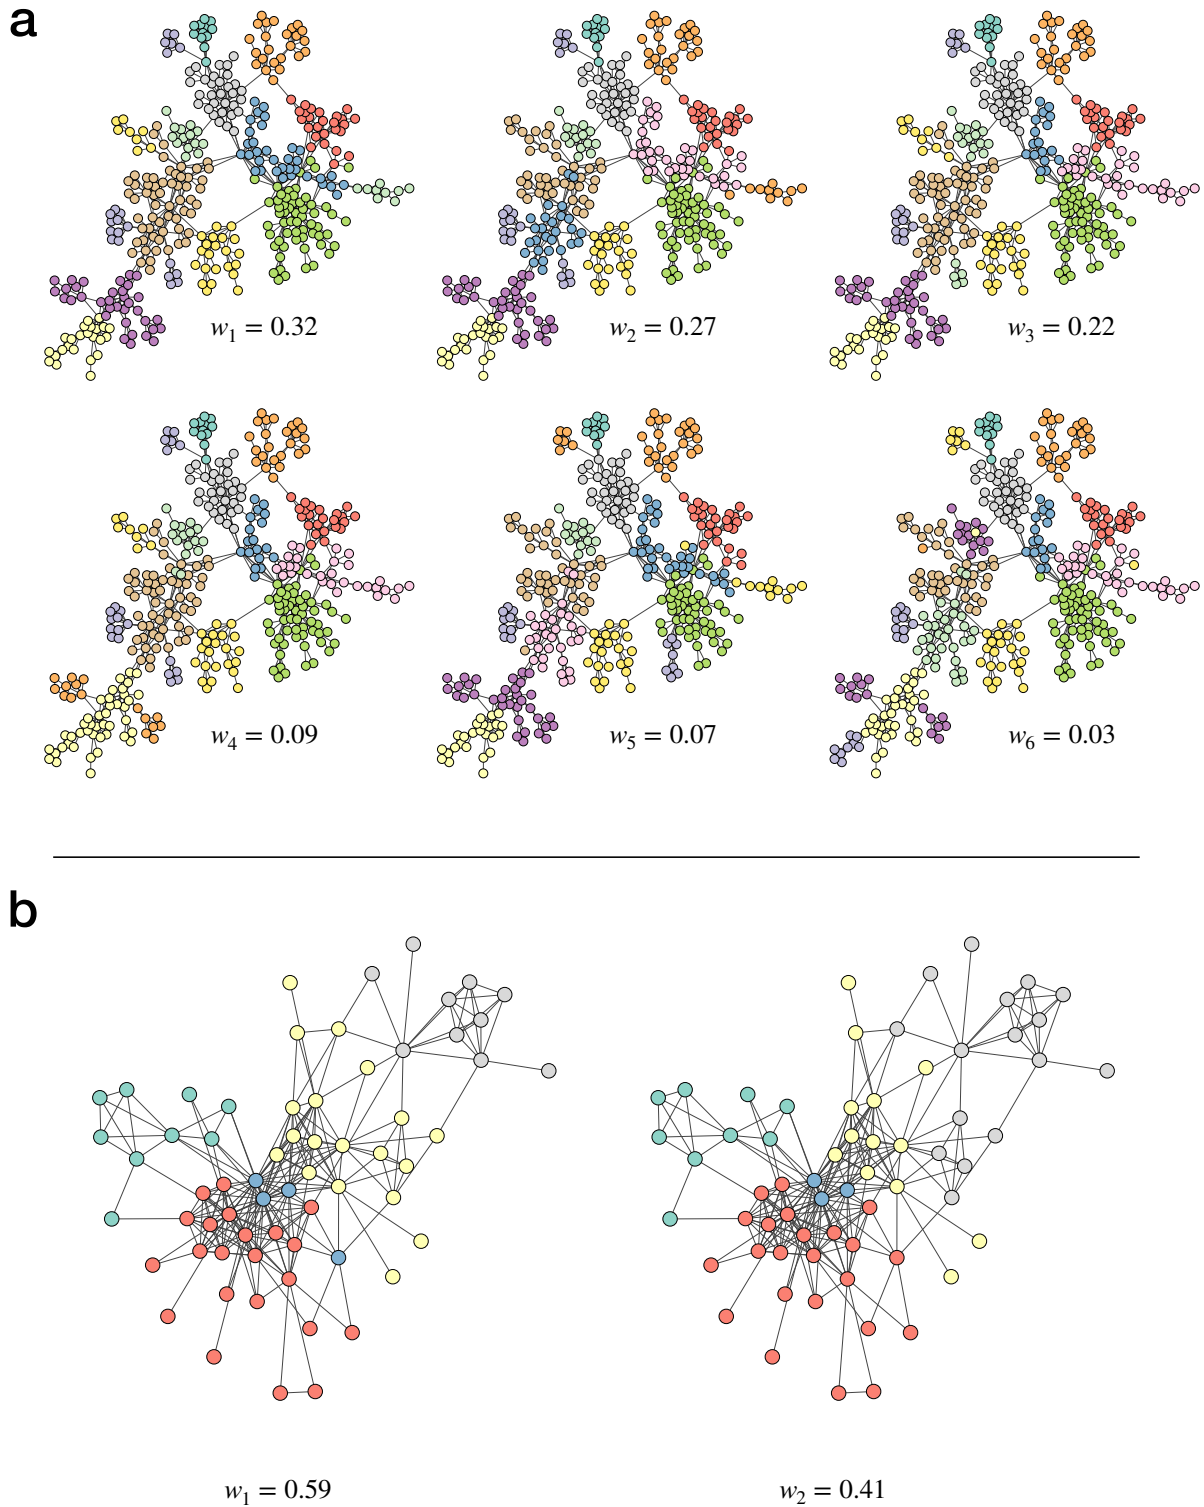 a
w₁ = 0.32
w₂ = 0.27
w₃ = 0.22
w₄ = 0.09
w₅ = 0.07
w₆ = 0.03
b
w₁ = 0.59
w₂ = 0.41